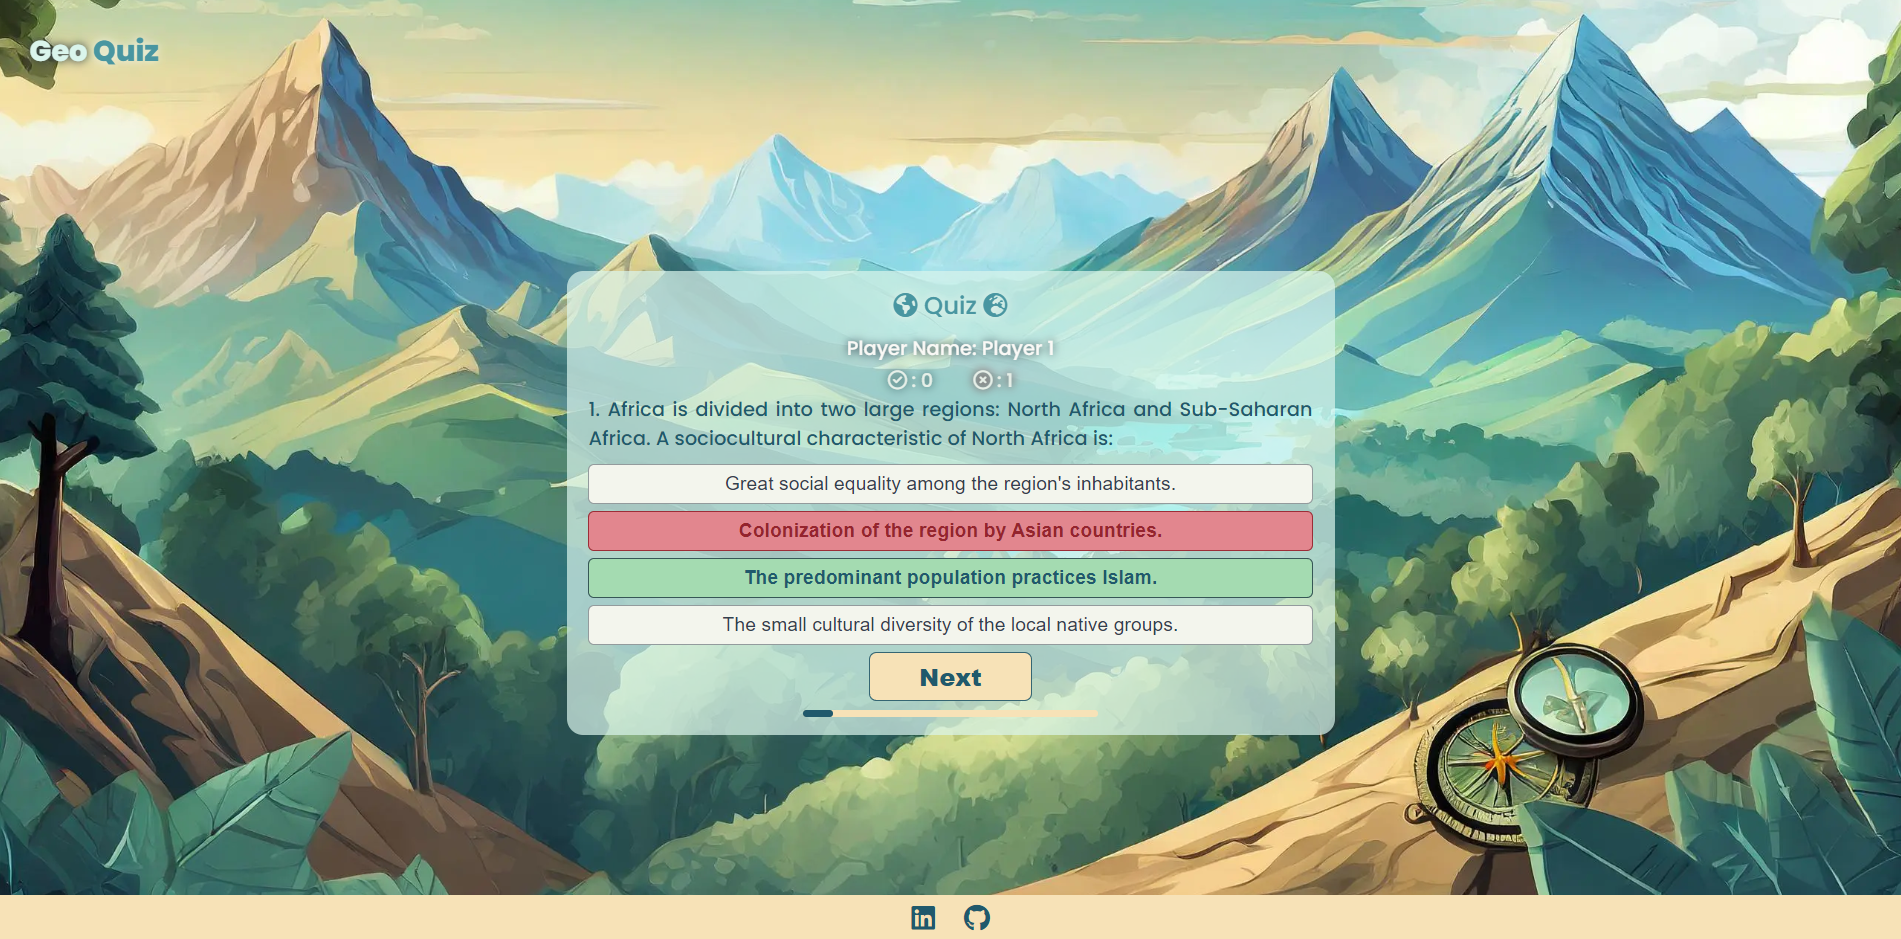 Geo Quiz
Quiz
Player Name: Player 1
: 0 : 1
1. Africa is divided into two large regions: North Africa and Sub-Saharan
Africa. A sociocultural characteristic of North Africa is:
Great social equality among the region's inhabitants.
Colonization of the region by Asian countries.
The predominant population practices Islam.
The small cultural diversity of the local native groups.
Next